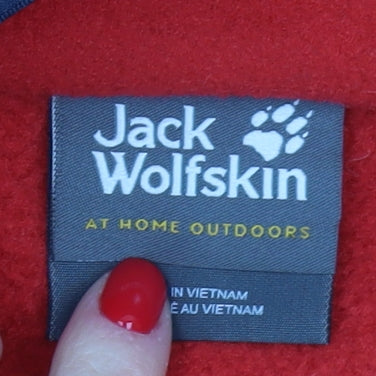 Jack
Wolfskin
AT HOME OUTDOORS
IN VIETNAM
É AU VIETNAM